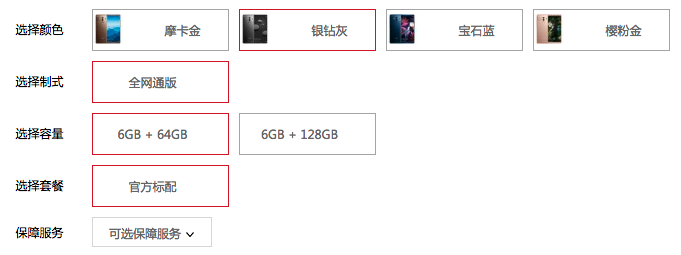 选择颜色 摩卡金 银钻灰 宝石蓝 樱粉金
选择制式 全网通版
选择容量 6GB + 64GB 6GB + 128GB
选择套餐 官方标配
保障服务 可选保障服务